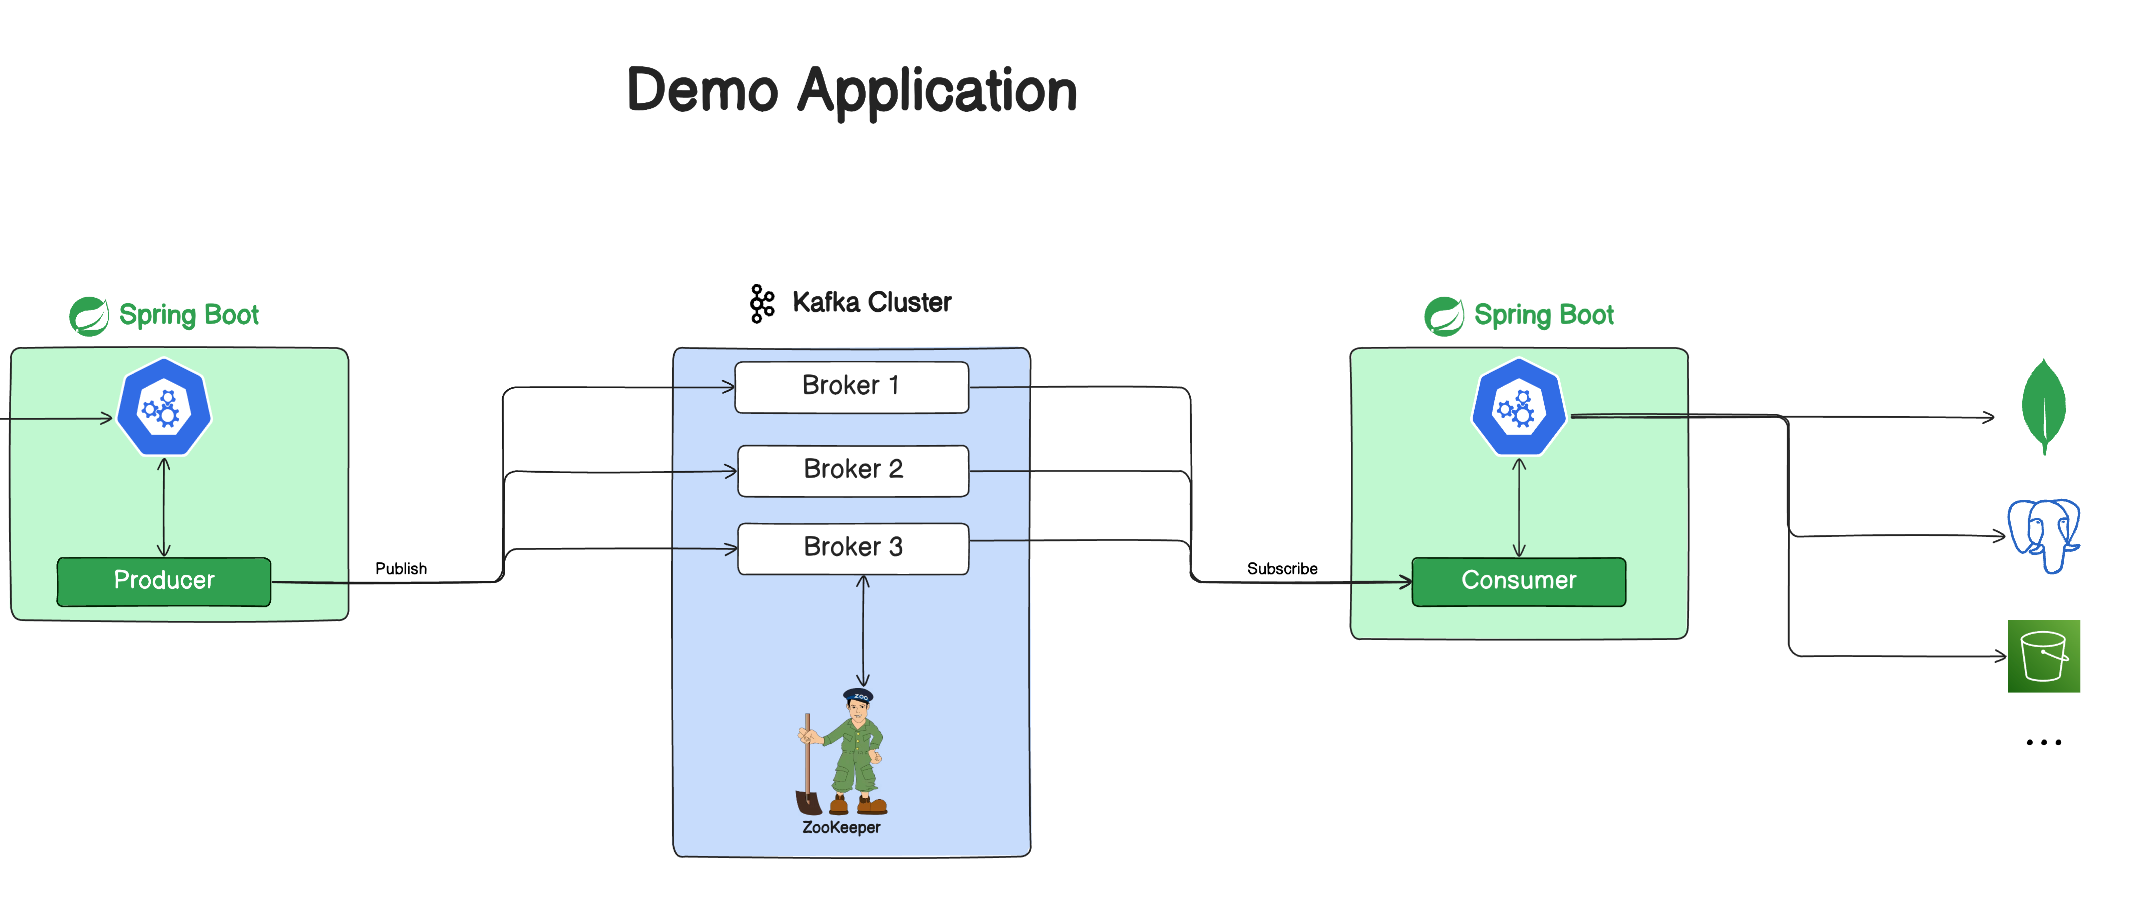 Demo Application
Spring Boot
Kafka Cluster
Spring Boot
Broker 1
Broker 2
Broker 3
Producer
Publish
Subscribe
Consumer
ZOO
ZooKeeper
...